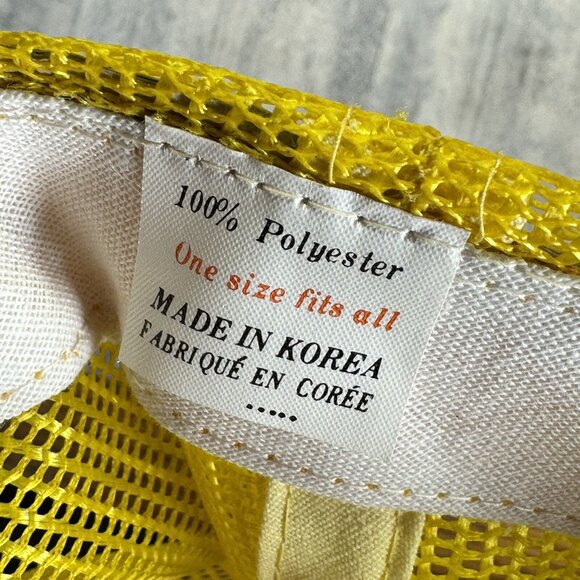 100% Polyester
One size fits all
MADE IN KOREA
FABRIQUÉ EN CORÉE
.....